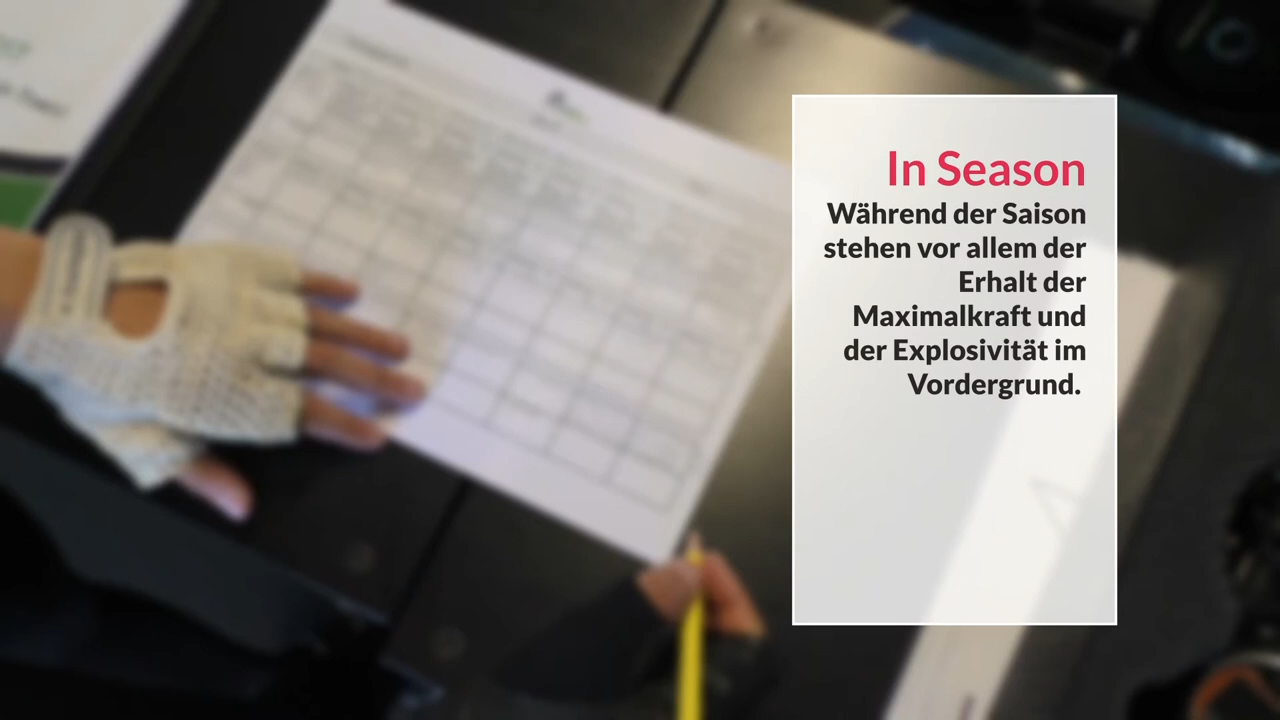 In Season
Während der Saison
stehen vor allem der
Erhalt der
Maximalkraft und
der Explosivität im
Vordergrund.